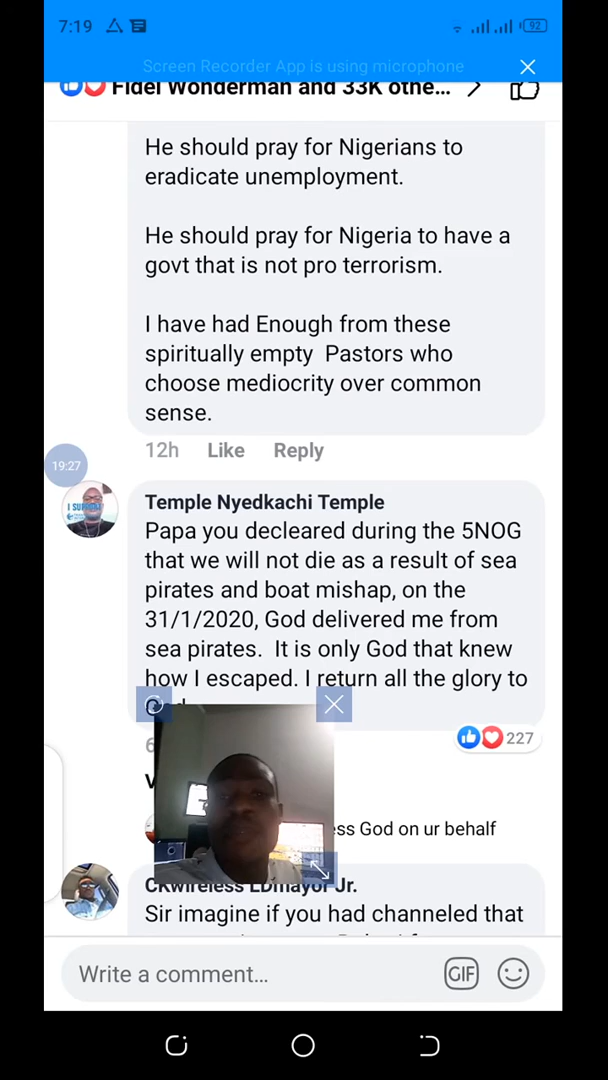 7:19
92
Screen Recorder App is using microphone
Fidel Wonderman and 33K othe...
He should pray for Nigerians to
eradicate unemployment.
He should pray for Nigeria to have a
govt that is not pro terrorism.
I have had Enough from these
spiritually empty Pastors who
choose mediocrity over common
sense.
12h Like Reply
19:27
I SUPPORT
Temple Nyedkachi Temple
Papa you decleared during the 5NOG
that we will not die as a result of sea
pirates and boat mishap, on the
31/1/2020, God delivered me from
sea pirates. It is only God that knew
how I escaped. I return all the glory to
God
227
ess God on ur behalf
CKwireless LDmayor Jr.
Sir imagine if you had channeled that
Write a comment...
GIF